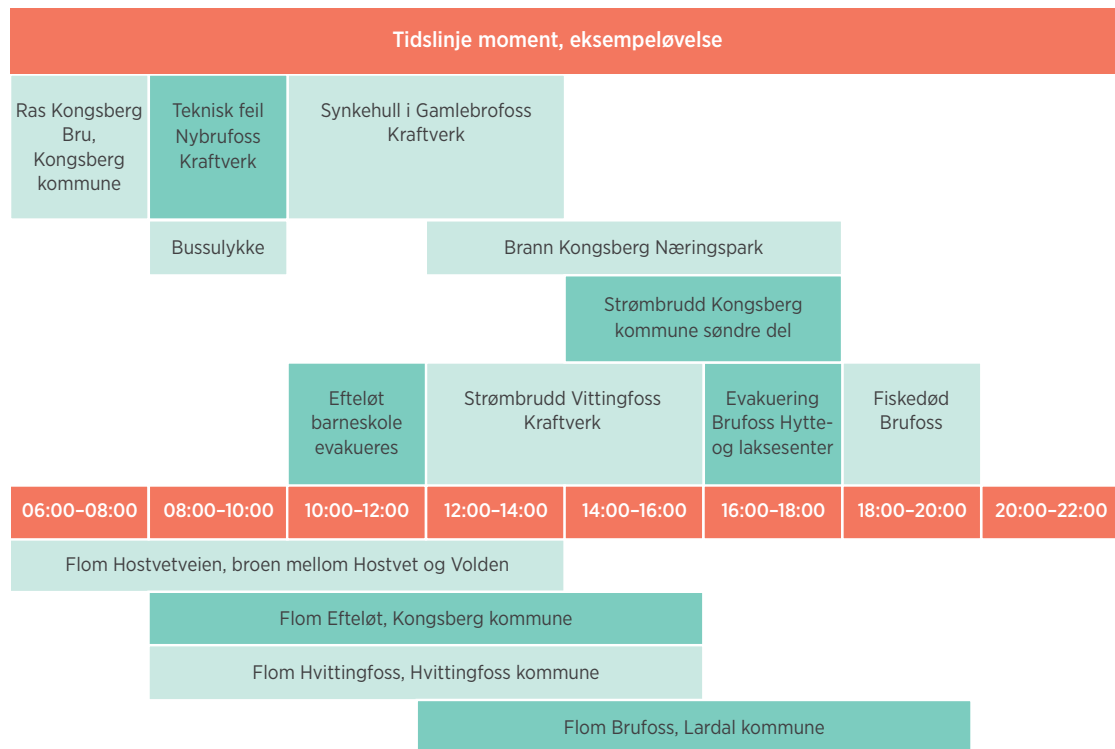 Tidslinje moment, eksempeløvelse
Ras Kongsberg
Bru,
Kongsberg
kommune
Teknisk feil
Nybrufoss
Kraftverk
Synkehull i Gamlebrofoss
Kraftverk
Bussulykke
Brann Kongsberg Næringspark
Strømbrudd Kongsberg
kommune søndre del
Efteløt
barneskole
evakueres
Strømbrudd Vittingfoss
Kraftverk
Evakuering
Brufoss Hytte-
og laksesenter
Fiskedød
Brufoss
06:00–08:00
08:00–10:00
10:00–12:00
12:00–14:00
14:00–16:00
16:00–18:00
18:00–20:00
20:00–22:00
Flom Hostvetveien, broen mellom Hostvet og Volden
Flom Efteløt, Kongsberg kommune
Flom Hvittingfoss, Hvittingfoss kommune
Flom Brufoss, Lardal kommune